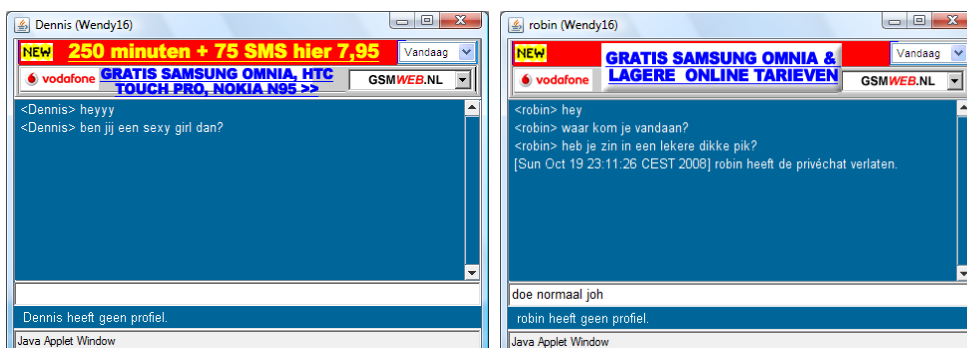 Dennis (Wendy16)
NEW 250 minuten + 75 SMS hier 7,95 Vandaag
vodafone GRATIS SAMSUNG OMNIA, HTC
TOUCH PRO, NOKIA N95 >> GSMWEB.NL
<Dennis> heyyy
<Dennis> ben jij een sexy girl dan?
Dennis heeft geen profiel.
Java Applet Window
robin (Wendy16)
NEW GRATIS SAMSUNG OMNIA & Vandaag
vodafone LAGERE ONLINE TARIEVEN GSMWEB.NL
<robin> hey
<robin> waar kom je vandaan?
<robin> heb je zin in een lekere dikke pik?
[Sun Oct 19 23:11:26 CEST 2008] robin heeft de privéchat verlaten.
doe normaal joh
robin heeft geen profiel.
Java Applet Window